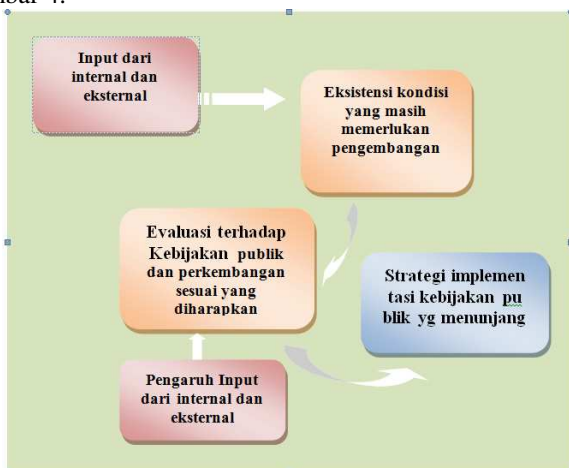 Input dari
internal dan
eksternal
Eksistensi kondisi
yang masih
memerlukan
pengembangan
Evaluasi terhadap
Kebijakan publik
dan perkembangan
sesuai yang
diharapkan
Strategi implemen
tasi kebijakan pu
blik yg menunjang
Pengaruh Input
dari internal dan
eksternal